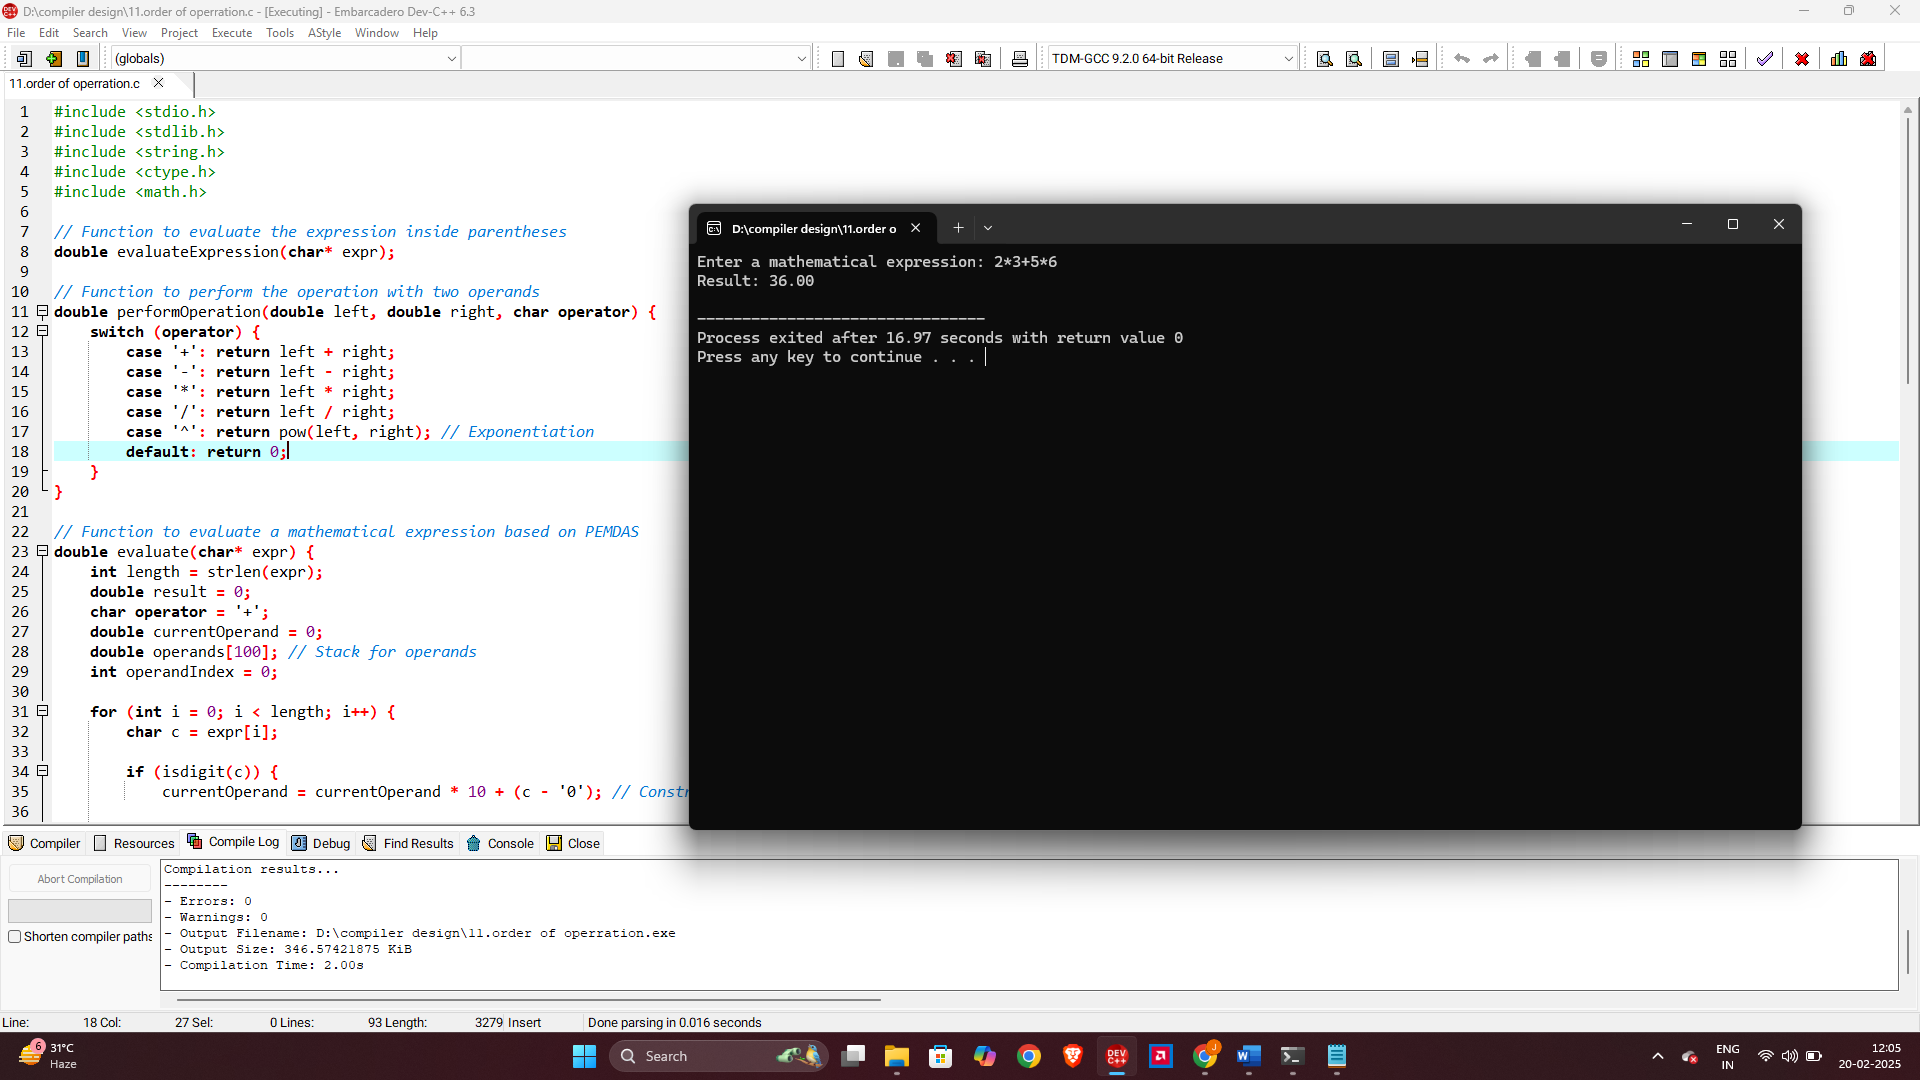 D:\compiler design\11.order of operration.c - [Executing] - Embarcadero Dev-C++ 6.3
File Edit Search View Project Execute Tools AStyle Window Help
(globals)
TDM-GCC 9.2.0 64-bit Release
11.order of operration.c
1 #include <stdio.h>
2 #include <stdlib.h>
3 #include <string.h>
4 #include <ctype.h>
5 #include <math.h>
6
7 // Function to evaluate the expression inside parentheses
8 double evaluateExpression(char* expr);
9
10 // Function to perform the operation with two operands
11 double performOperation(double left, double right, char operator) {
12 switch (operator) {
13 case '+': return left + right;
14 case '-': return left - right;
15 case '*': return left * right;
16 case '/': return left / right;
17 case '^': return pow(left, right); // Exponentiation
18 default: return 0;
19 }
20 }
21
22 // Function to evaluate a mathematical expression based on PEMDAS
23 double evaluate(char* expr) {
24 int length = strlen(expr);
25 double result = 0;
26 char operator = '+';
27 double currentOperand = 0;
28 double operands[100]; // Stack for operands
29 int operandIndex = 0;
30
31 for (int i = 0; i < length; i++) {
32 char c = expr[i];
33
34 if (isdigit(c)) {
35 currentOperand = currentOperand * 10 + (c - '0'); // Constr
36
D:\compiler design\11.order o
Enter a mathematical expression: 2*3+5*6
Result: 36.00
--------------------------------
Process exited after 16.97 seconds with return value 0
Press any key to continue . . .
Compiler Resources Compile Log Debug Find Results Console Close
Abort Compilation
Shorten compiler paths
Compilation results...
--------
- Errors: 0
- Warnings: 0
- Output Filename: D:\compiler design\11.order of operration.exe
- Output Size: 346.57421875 KiB
- Compilation Time: 2.00s
Line: 18 Col: 27 Sel: 0 Lines: 93 Length: 3279 Insert Done parsing in 0.016 seconds
6
31°C
Haze
Search
DEV C++
J
ENG
IN
12:05
20-02-2025